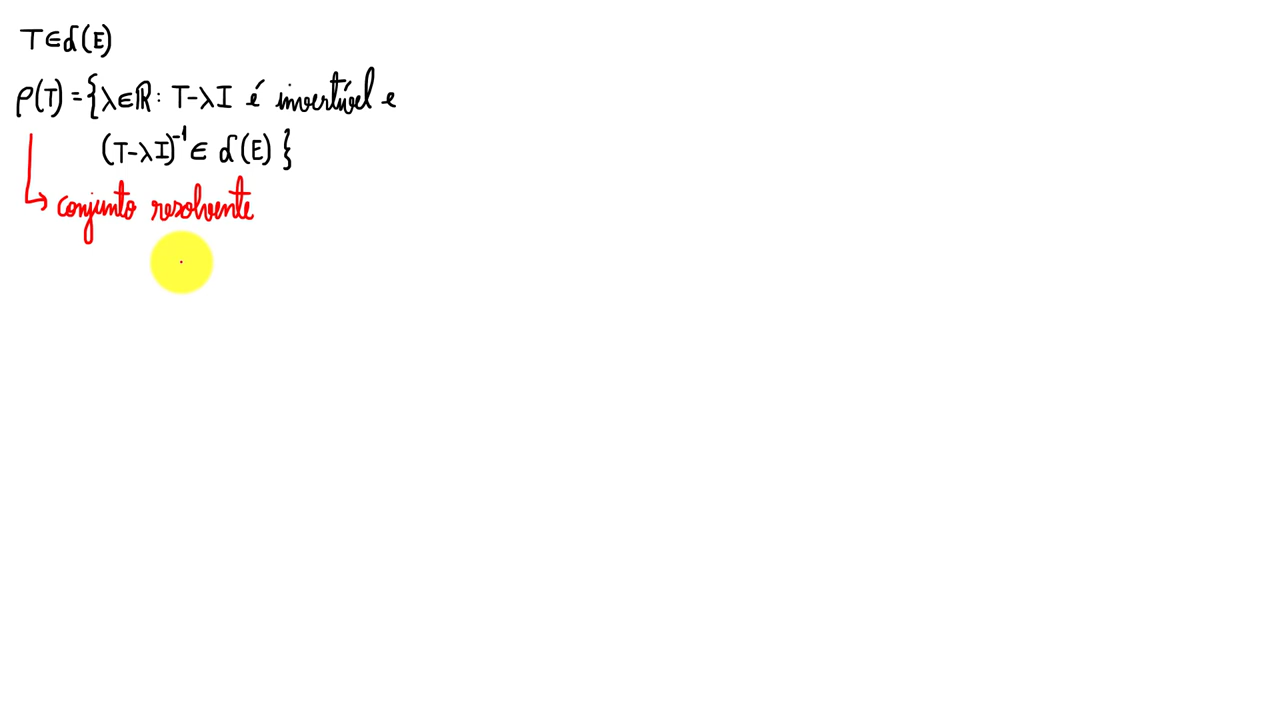 T∈ℒ(E)
ρ(T) = {λ∈ℝ: T-λI é invertível e
(T-λI)⁻¹ ∈ ℒ(E)}
conjunto resolvente